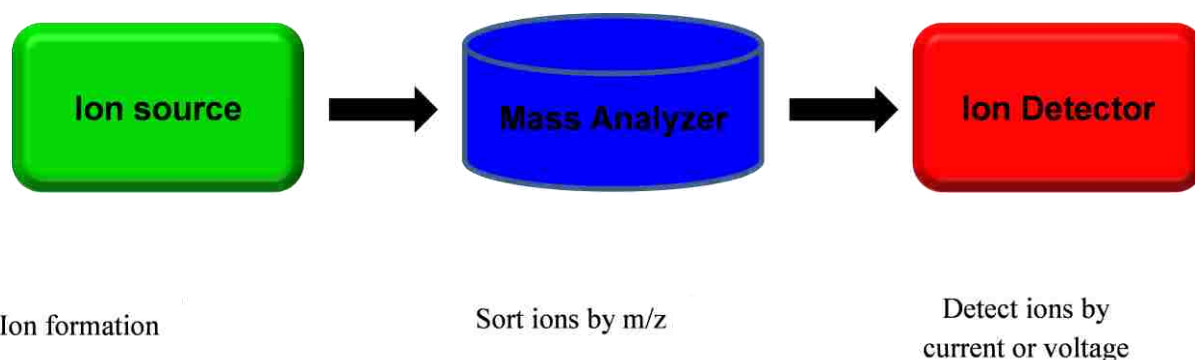 Ion source
Mass Analyzer
Ion Detector
Ion formation
Sort ions by m/z
Detect ions by
current or voltage